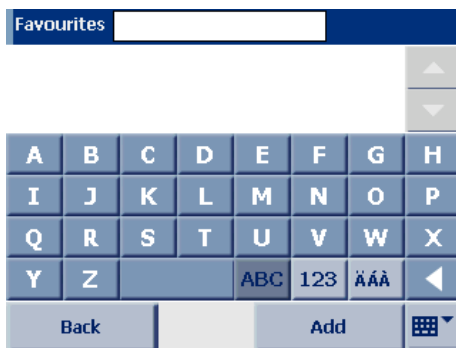 Favourites
A B C D E F G H
I J K L M N O P
Q R S T U V W X
Y Z ABC 123 ÄÁÀ
Back Add